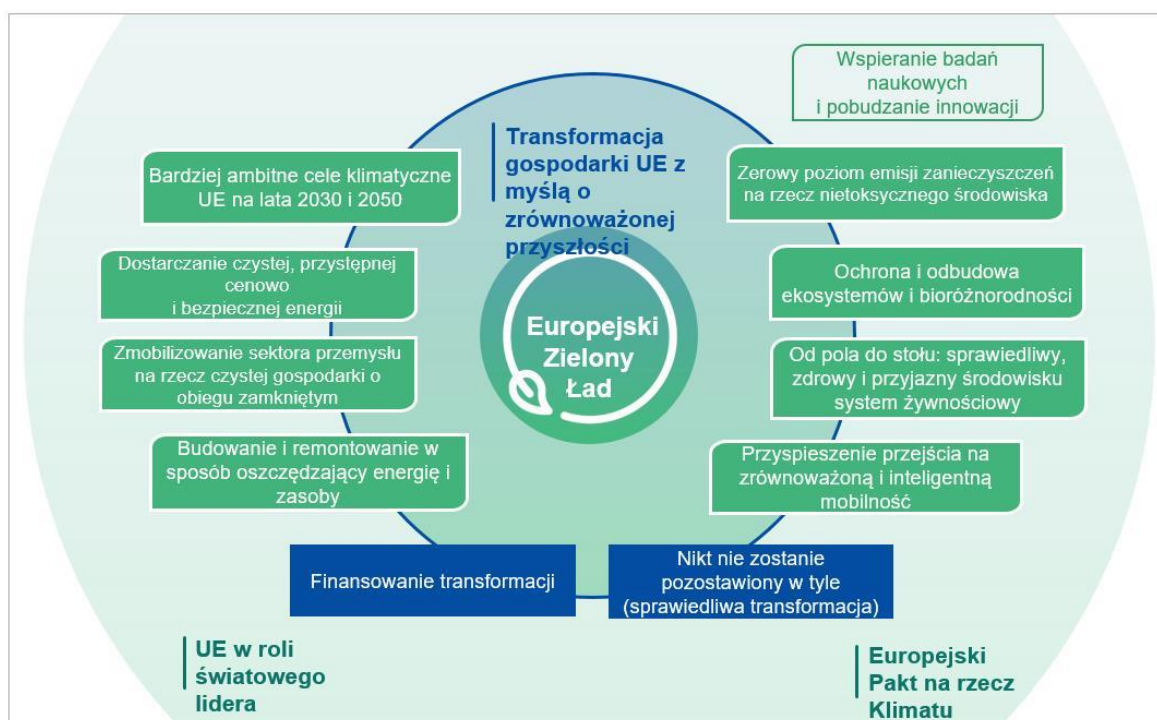 Wspieranie badań
naukowych
i pobudzanie innowacji
Transformacja
gospodarki UE z
myślą o
zrównoważonej
przyszłości
Bardziej ambitne cele klimatyczne
UE na lata 2030 i 2050
Zerowy poziom emisji zanieczyszczeń
na rzecz nietoksycznego środowiska
Dostarczanie czystej, przystępnej
cenowo
i bezpiecznej energii
Ochrona i odbudowa
ekosystemów i bioróżnorodności
Europejski
Zielony
Ład
Zmobilizowanie sektora przemysłu
na rzecz czystej gospodarki o
obiegu zamkniętym
Od pola do stołu: sprawiedliwy,
zdrowy i przyjazny środowisku
system żywnościowy
Budowanie i remontowanie w
sposób oszczędzający energię i
zasoby
Przyspieszenie przejścia na
zrównoważoną i inteligentną
mobilność
Finansowanie transformacji
Nikt nie zostanie
pozostawiony w tyle
(sprawiedliwa transformacja)
UE w roli
światowego
lidera
Europejski
Pakt na rzecz
Klimatu